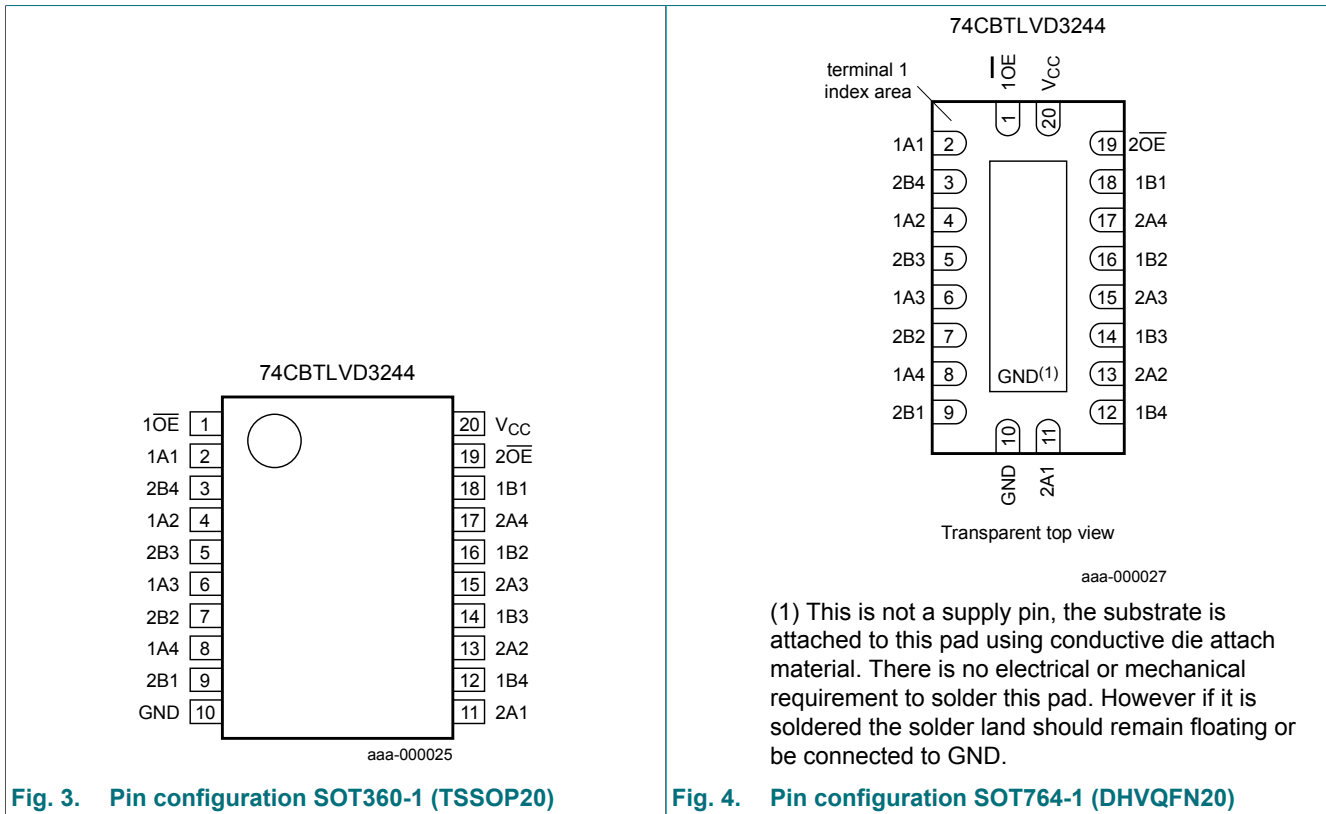 74CBTLVD3244
1OE 1
1A1 2
2B4 3
1A2 4
2B3 5
1A3 6
2B2 7
1A4 8
2B1 9
GND 10
20 VCC
19 2OE
18 1B1
17 2A4
16 1B2
15 2A3
14 1B3
13 2A2
12 1B4
11 2A1
aaa-000025
Fig. 3. Pin configuration SOT360-1 (TSSOP20)
74CBTLVD3244
terminal 1
index area
1OE
VCC
1
20
1A1 2
2B4 3
1A2 4
2B3 5
1A3 6
2B2 7
1A4 8
2B1 9
19 2OE
18 1B1
17 2A4
16 1B2
15 2A3
14 1B3
13 2A2
12 1B4
GND(1)
10
11
GND
2A1
Transparent top view
aaa-000027
(1) This is not a supply pin, the substrate is
attached to this pad using conductive die attach
material. There is no electrical or mechanical
requirement to solder this pad. However if it is
soldered the solder land should remain floating or
be connected to GND.
Fig. 4. Pin configuration SOT764-1 (DHVQFN20)